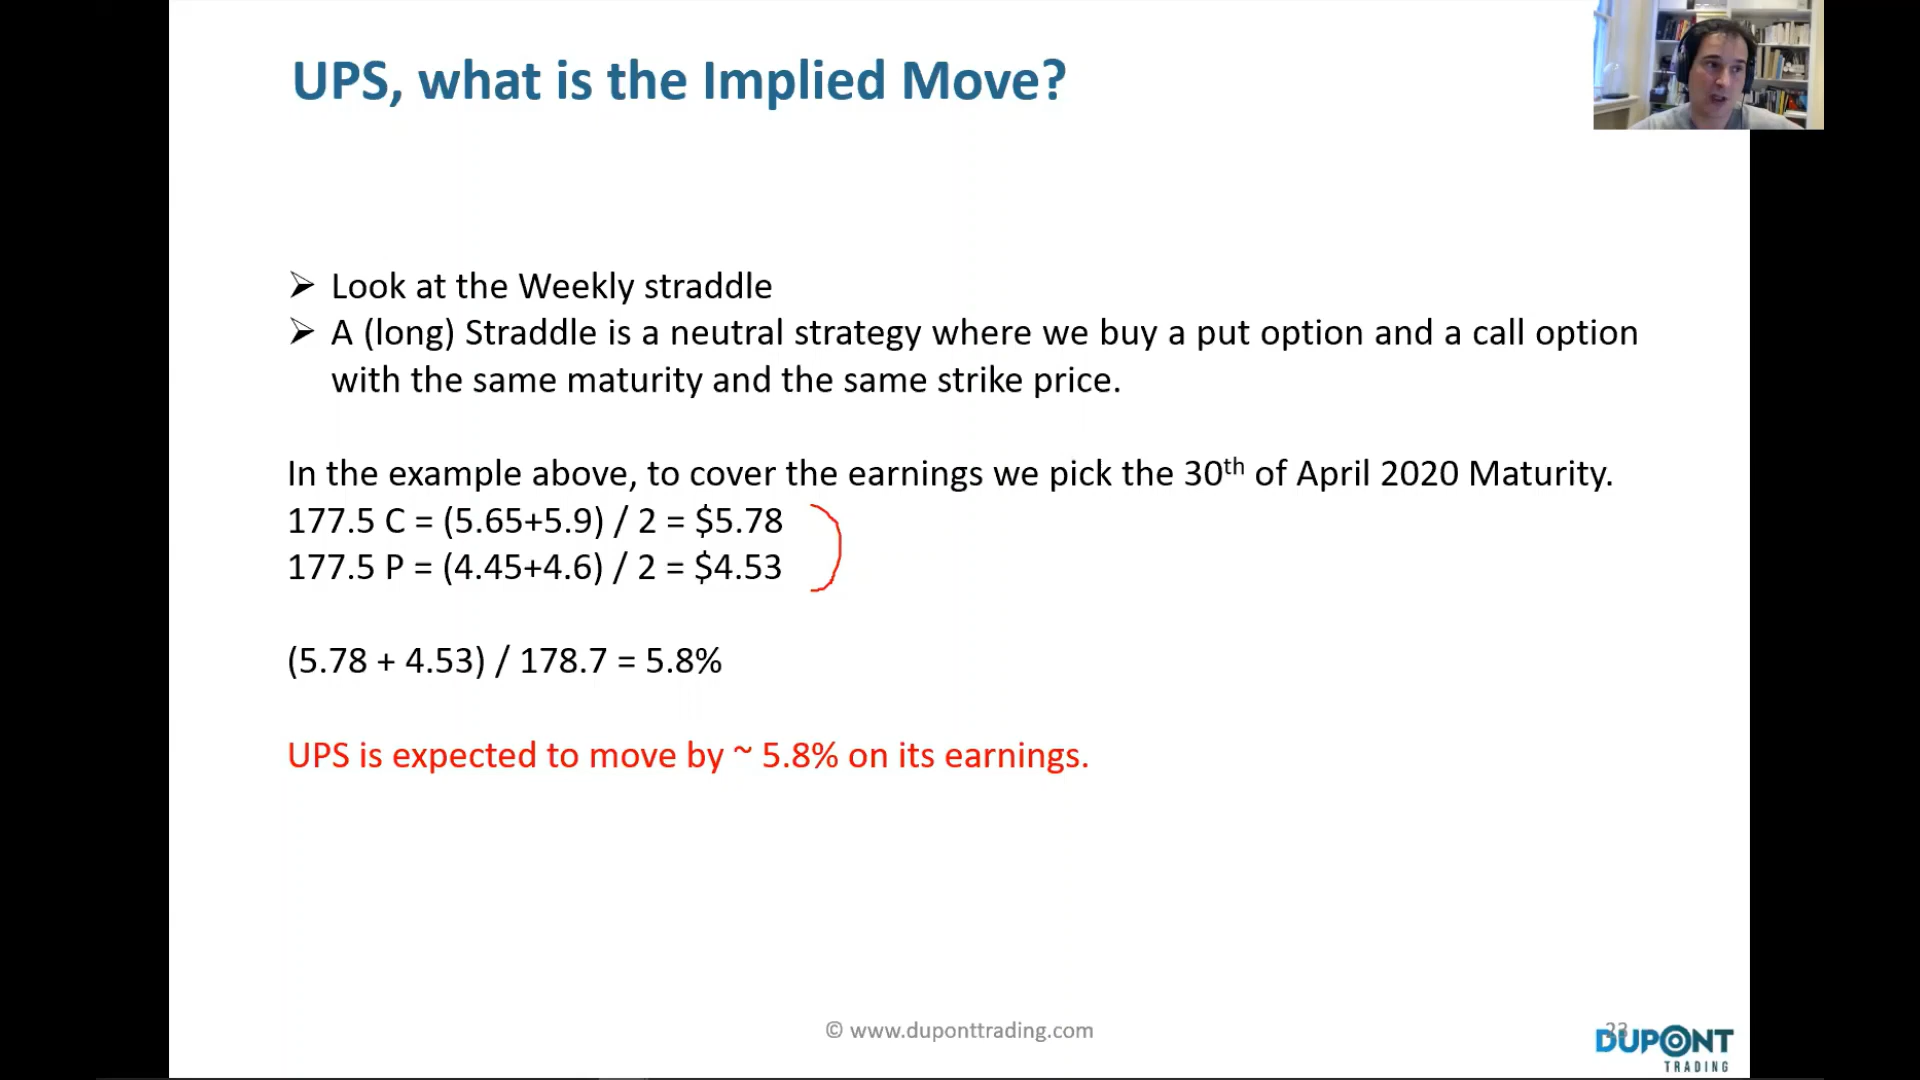 UPS, what is the Implied Move?
➢ Look at the Weekly straddle
➢ A (long) Straddle is a neutral strategy where we buy a put option and a call option
with the same maturity and the same strike price.
In the example above, to cover the earnings we pick the 30th of April 2020 Maturity.
177.5 C = (5.65+5.9) / 2 = $5.78
177.5 P = (4.45+4.6) / 2 = $4.53
(5.78 + 4.53) / 178.7 = 5.8%
UPS is expected to move by ~ 5.8% on its earnings.
© www.duponttrading.com
23
DUPONT
TRADING